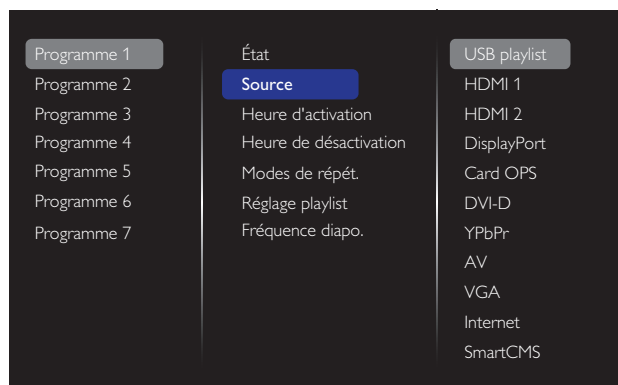 Programme 1
Programme 2
Programme 3
Programme 4
Programme 5
Programme 6
Programme 7
État
Source
Heure d'activation
Heure de désactivation
Modes de répét.
Réglage playlist
Fréquence diapo.
USB playlist
HDMI 1
HDMI 2
DisplayPort
Card OPS
DVI-D
YPbPr
AV
VGA
Internet
SmartCMS